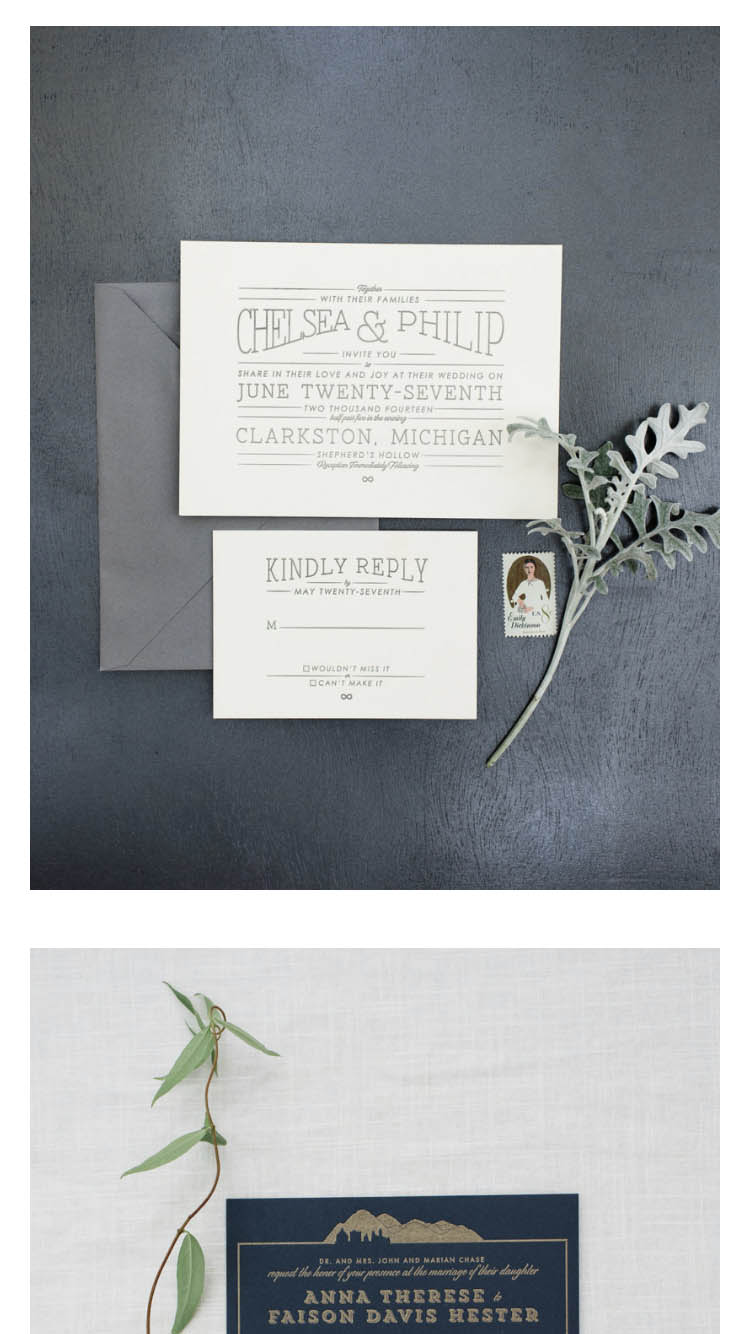 Together
WITH THEIR FAMILIES
CHELSEA & PHILIP
INVITE YOU
to
SHARE IN THEIR LOVE AND JOY AT THEIR WEDDING ON
JUNE TWENTY-SEVENTH
TWO THOUSAND FOURTEEN
half past five in the evening
CLARKSTON, MICHIGAN
SHEPHERD'S HOLLOW
Reception Immediately Following
KINDLY REPLY
by
MAY TWENTY-SEVENTH
M
WOULDN'T MISS IT
or
CAN'T MAKE IT
Emily
Dickinson
US 8
DR. AND MRS. JOHN AND MARIAN CHASE
request the honor of your presence at the marriage of their daughter
ANNA THERESE to
FAISON DAVIS HESTER